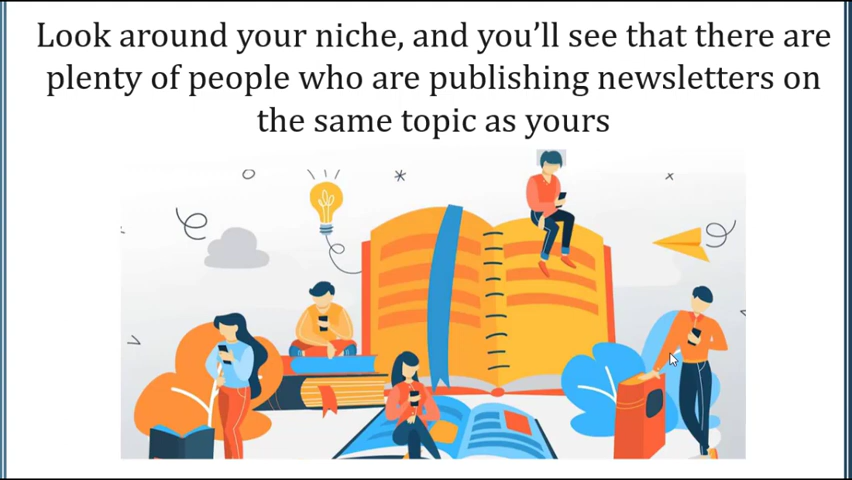 Look around your niche, and you’ll see that there are
plenty of people who are publishing newsletters on
the same topic as yours